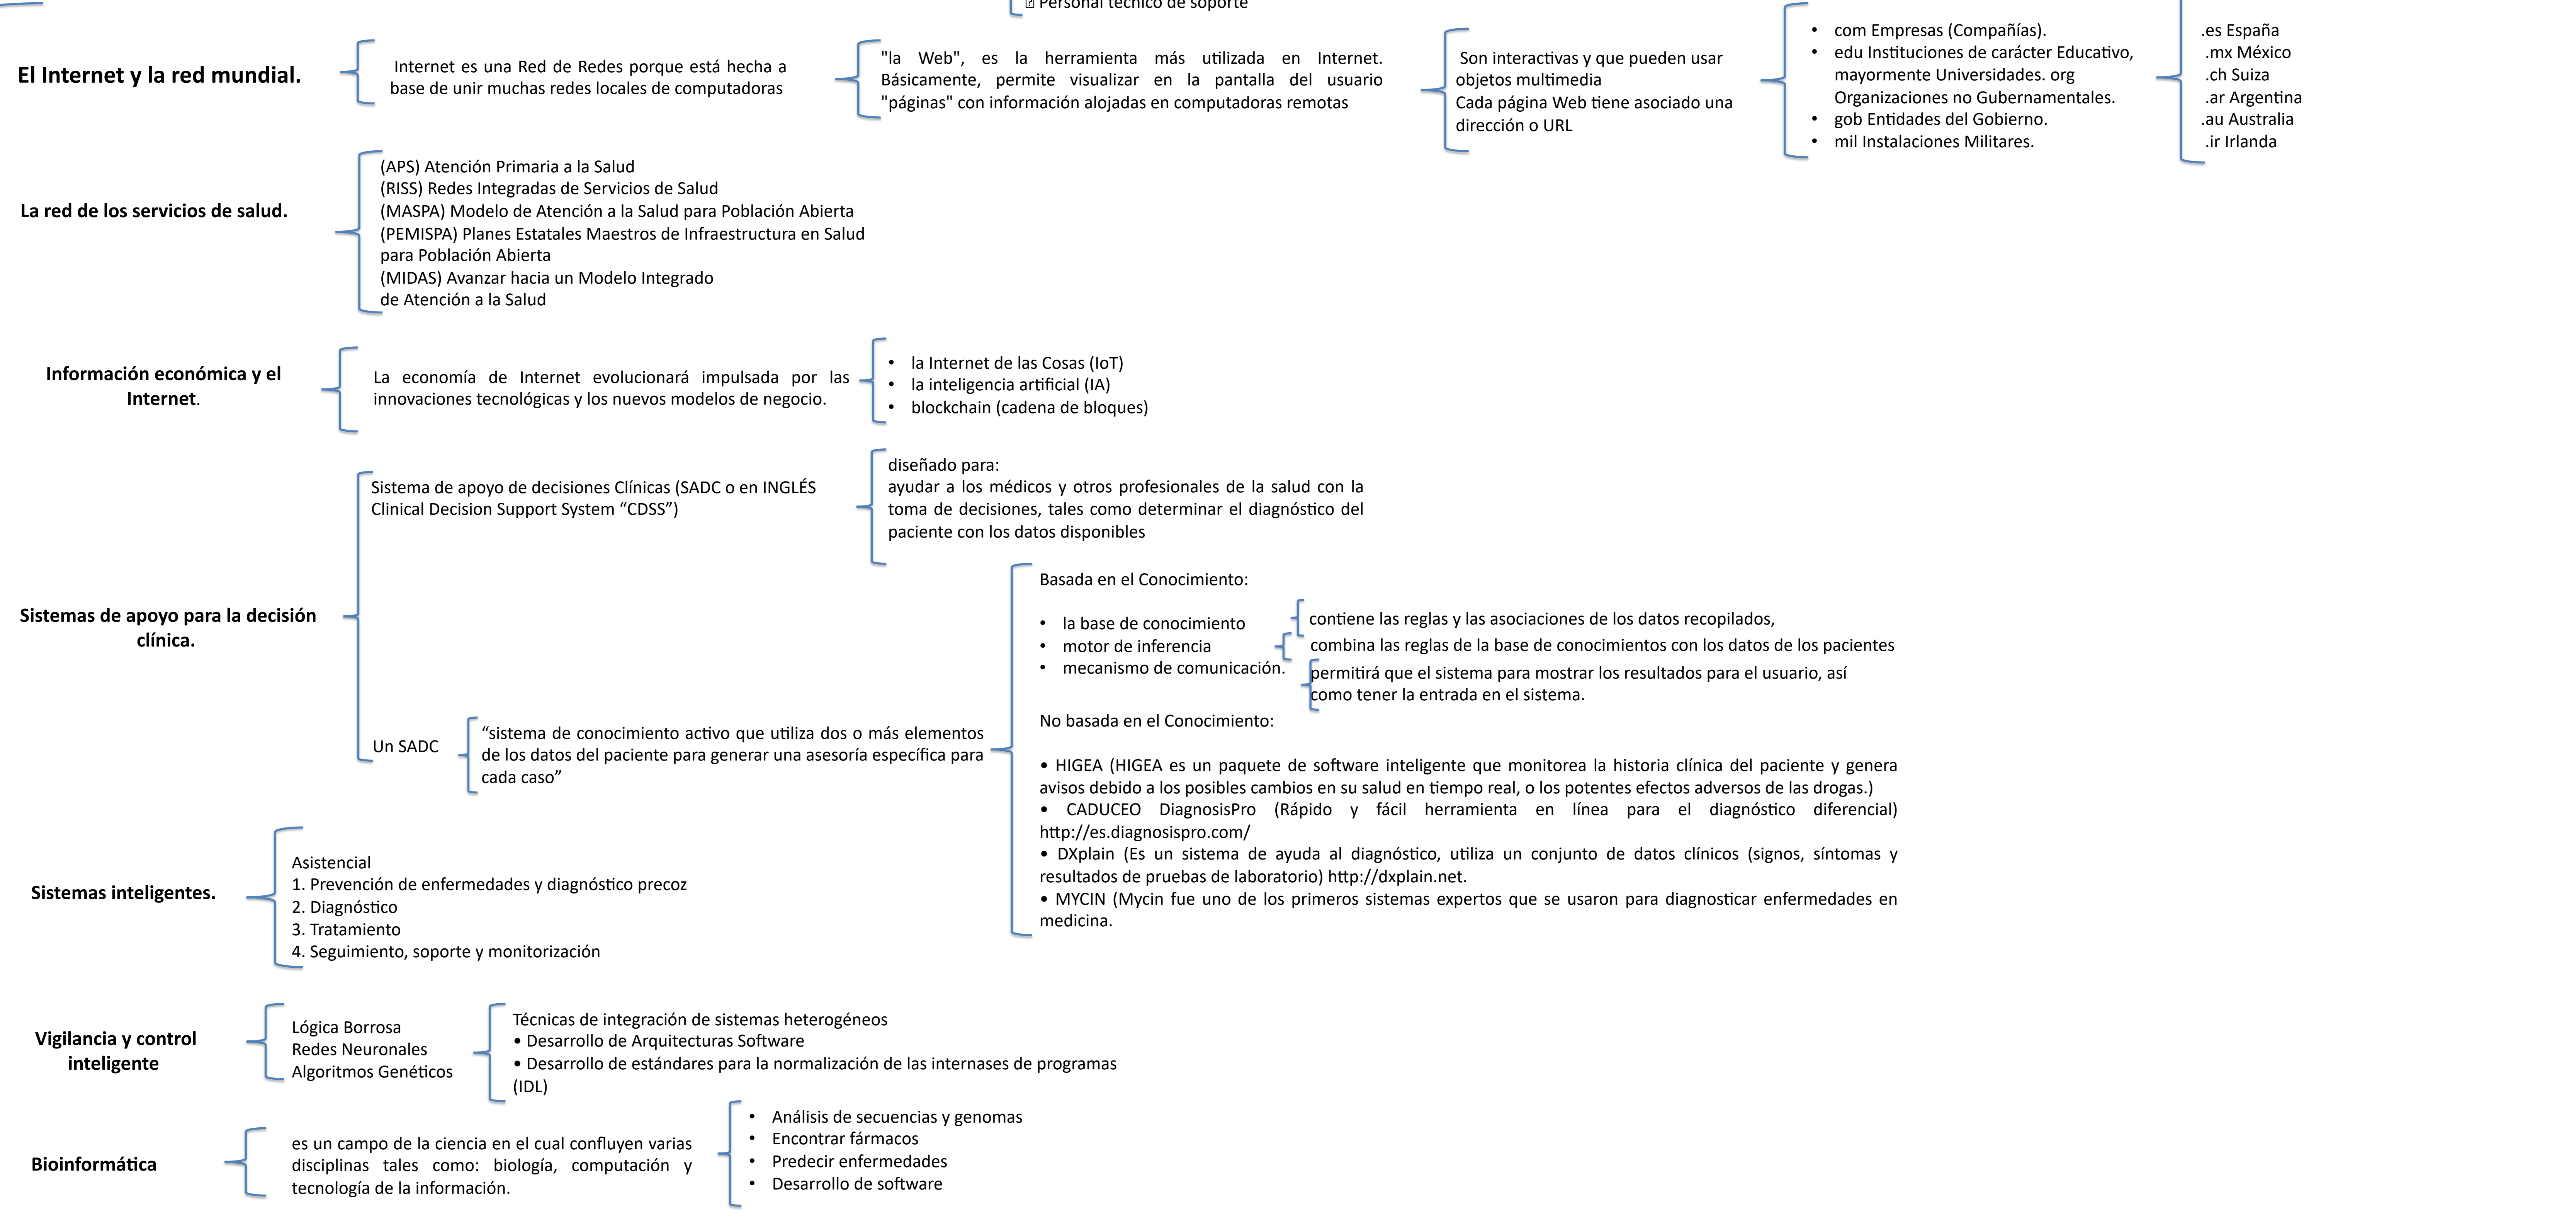 ⍰ Personal técnico de soporte
El Internet y la red mundial.
Internet es una Red de Redes porque está hecha a
base de unir muchas redes locales de computadoras
"la Web", es la herramienta más utilizada en Internet.
Básicamente, permite visualizar en la pantalla del usuario
"páginas" con información alojadas en computadoras remotas
Son interactivas y que pueden usar
objetos multimedia
Cada página Web tiene asociado una
dirección o URL
• com Empresas (Compañías).
• edu Instituciones de carácter Educativo,
mayormente Universidades. org
Organizaciones no Gubernamentales.
• gob Entidades del Gobierno.
• mil Instalaciones Militares.
.es España
.mx México
.ch Suiza
.ar Argentina
.au Australia
.ir Irlanda
La red de los servicios de salud.
(APS) Atención Primaria a la Salud
(RISS) Redes Integradas de Servicios de Salud
(MASPA) Modelo de Atención a la Salud para Población Abierta
(PEMISPA) Planes Estatales Maestros de Infraestructura en Salud
para Población Abierta
(MIDAS) Avanzar hacia un Modelo Integrado
de Atención a la Salud
Información económica y el
Internet.
La economía de Internet evolucionará impulsada por las
innovaciones tecnológicas y los nuevos modelos de negocio.
• la Internet de las Cosas (IoT)
• la inteligencia artificial (IA)
• blockchain (cadena de bloques)
Sistemas de apoyo para la decisión
clínica.
Sistema de apoyo de decisiones Clínicas (SADC o en INGLÉS
Clinical Decision Support System “CDSS”)
diseñado para:
ayudar a los médicos y otros profesionales de la salud con la
toma de decisiones, tales como determinar el diagnóstico del
paciente con los datos disponibles
Un SADC
“sistema de conocimiento activo que utiliza dos o más elementos
de los datos del paciente para generar una asesoría específica para
cada caso”
Basada en el Conocimiento:
• la base de conocimiento
• motor de inferencia
• mecanismo de comunicación.
contiene las reglas y las asociaciones de los datos recopilados,
combina las reglas de la base de conocimientos con los datos de los pacientes
permitirá que el sistema para mostrar los resultados para el usuario, así
como tener la entrada en el sistema.
No basada en el Conocimiento:
• HIGEA (HIGEA es un paquete de software inteligente que monitorea la historia clínica del paciente y genera
avisos debido a los posibles cambios en su salud en tiempo real, o los potentes efectos adversos de las drogas.)
• CADUCEO DiagnosisPro (Rápido y fácil herramienta en línea para el diagnóstico diferencial)
http://es.diagnosispro.com/
• DXplain (Es un sistema de ayuda al diagnóstico, utiliza un conjunto de datos clínicos (signos, síntomas y
resultados de pruebas de laboratorio) http://dxplain.net.
• MYCIN (Mycin fue uno de los primeros sistemas expertos que se usaron para diagnosticar enfermedades en
medicina.
Sistemas inteligentes.
Asistencial
1. Prevención de enfermedades y diagnóstico precoz
2. Diagnóstico
3. Tratamiento
4. Seguimiento, soporte y monitorización
Vigilancia y control
inteligente
Lógica Borrosa
Redes Neuronales
Algoritmos Genéticos
Técnicas de integración de sistemas heterogéneos
• Desarrollo de Arquitecturas Software
• Desarrollo de estándares para la normalización de las internases de programas
(IDL)
Bioinformática
es un campo de la ciencia en el cual confluyen varias
disciplinas tales como: biología, computación y
tecnología de la información.
• Análisis de secuencias y genomas
• Encontrar fármacos
• Predecir enfermedades
• Desarrollo de software